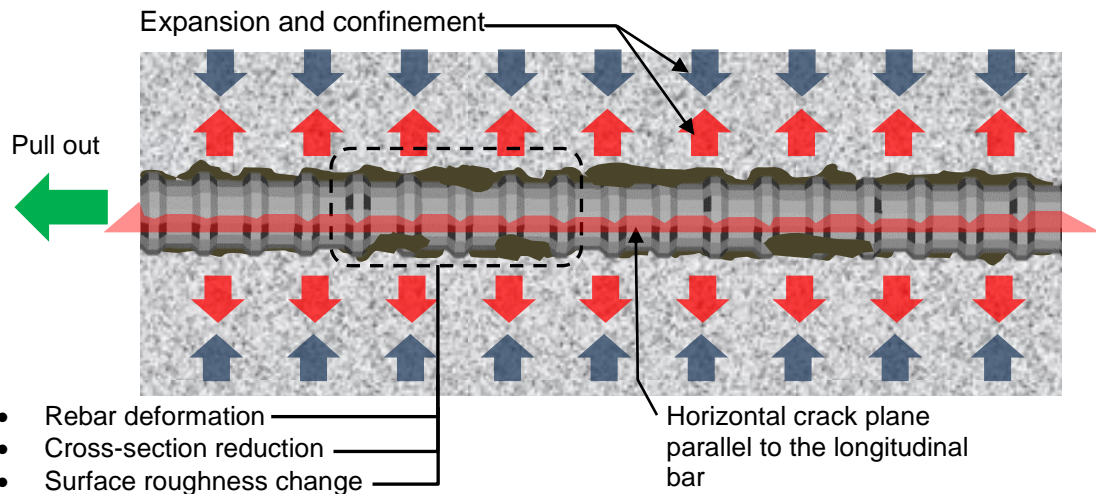 Expansion and confinement
Pull out
• Rebar deformation
• Cross-section reduction
• Surface roughness change
Horizontal crack plane
parallel to the longitudinal
bar